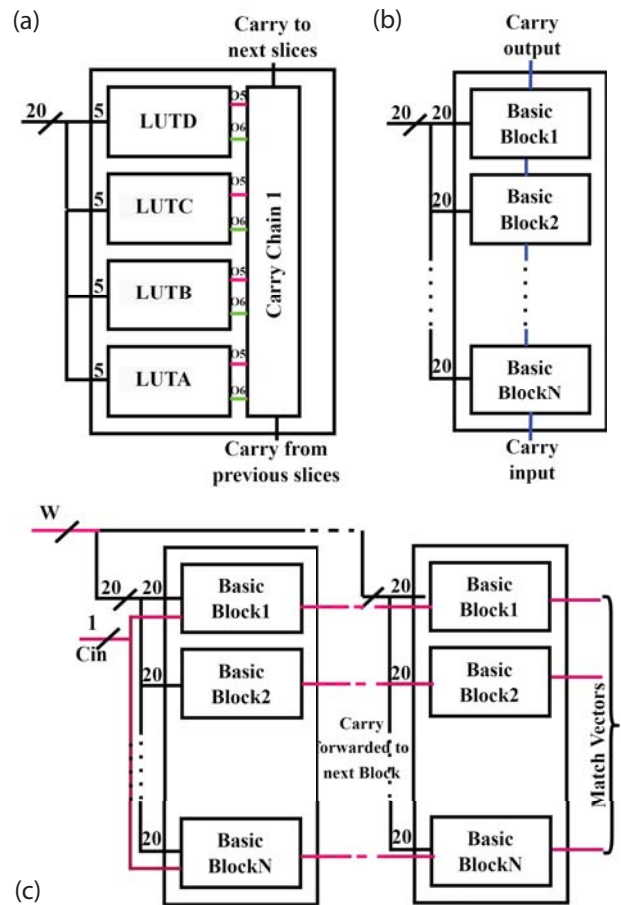 (a)
Carry to
next slices
20
5
LUTD
O5
O6
5
LUTC
O5
O6
5
LUTB
O5
O6
5
LUTA
O5
O6
Carry Chain 1
Carry from
previous slices
(b)
Carry
output
20
20
Basic
Block1
20
Basic
Block2
20
Basic
BlockN
Carry
input
(c)
W
20
20
Basic
Block1
1
Cin
20
Basic
Block2
20
Basic
BlockN
Carry
forwarded to
next Block
20
Basic
Block1
20
Basic
Block2
20
Basic
BlockN
Match Vectors